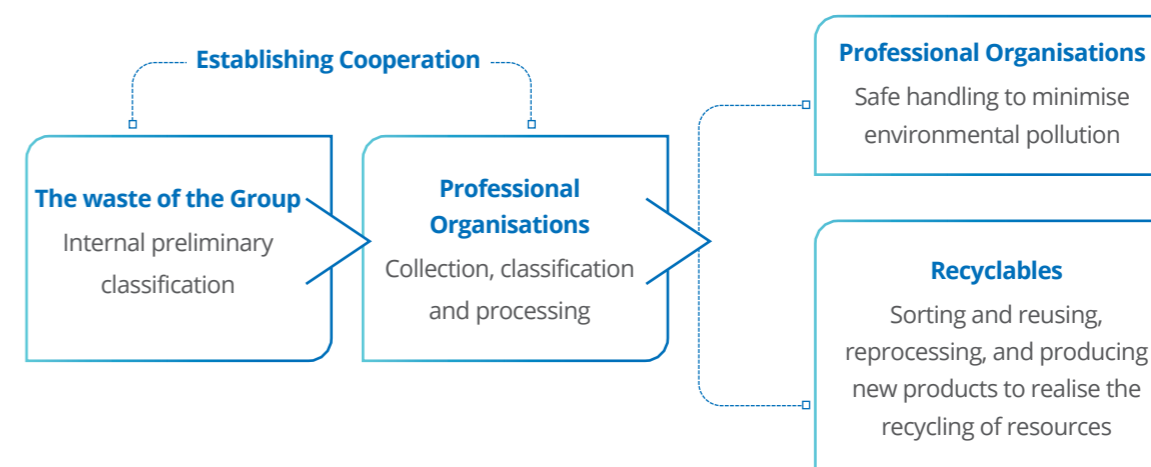 Establishing Cooperation
The waste of the Group
Internal preliminary
classification
Professional
Organisations
Collection, classification
and processing
Professional Organisations
Safe handling to minimise
environmental pollution
Recyclables
Sorting and reusing,
reprocessing, and producing
new products to realise the
recycling of resources